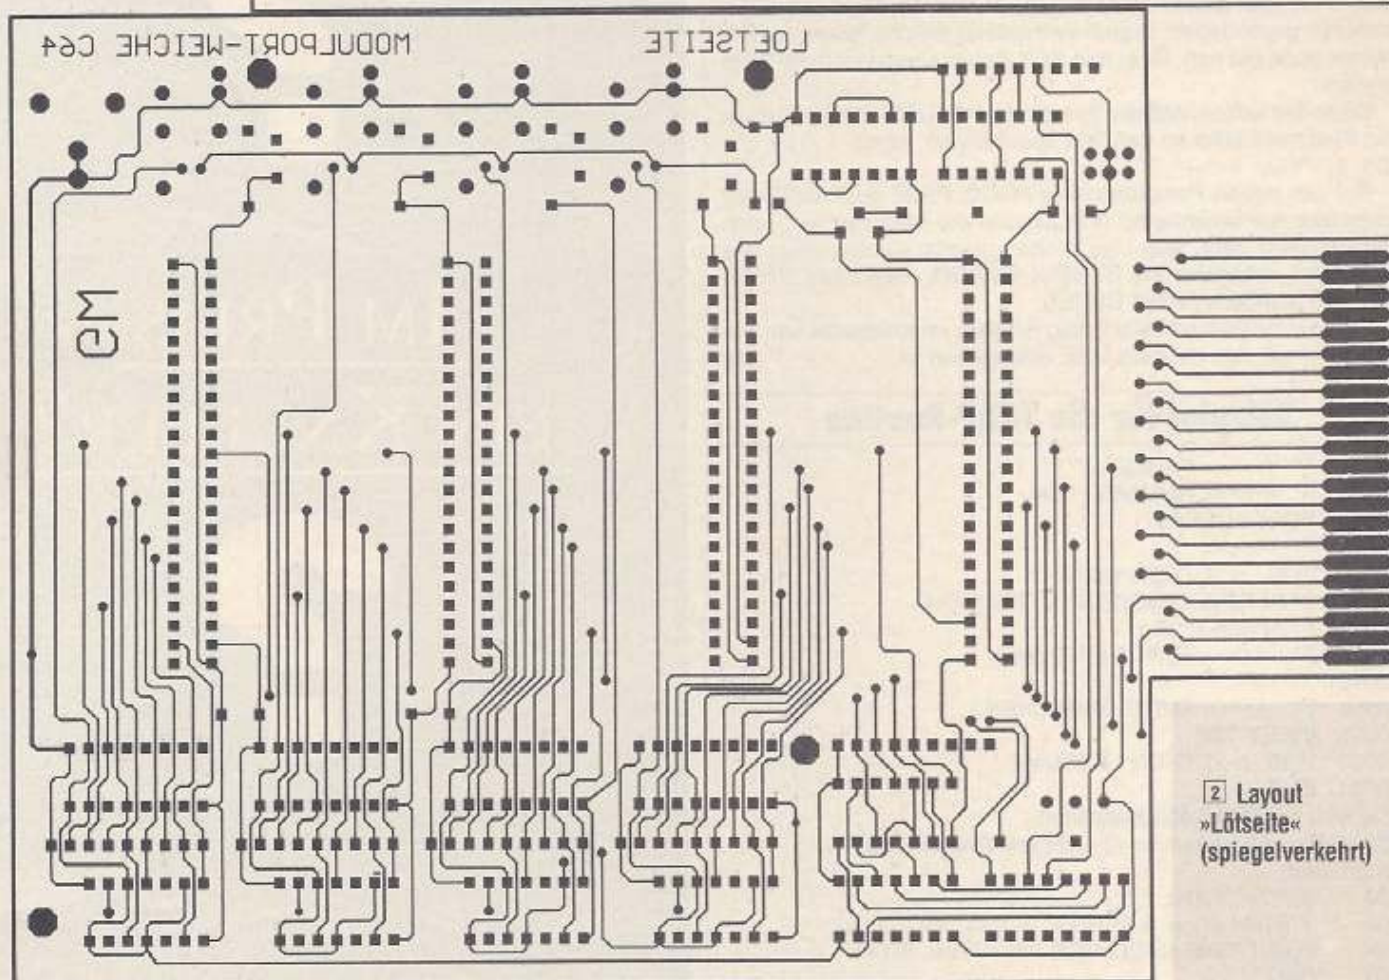 MODULPORT-WEICHE C64
LOETSEITE
GM
2 Layout
»Lötseite«
(spiegelverkehrt)